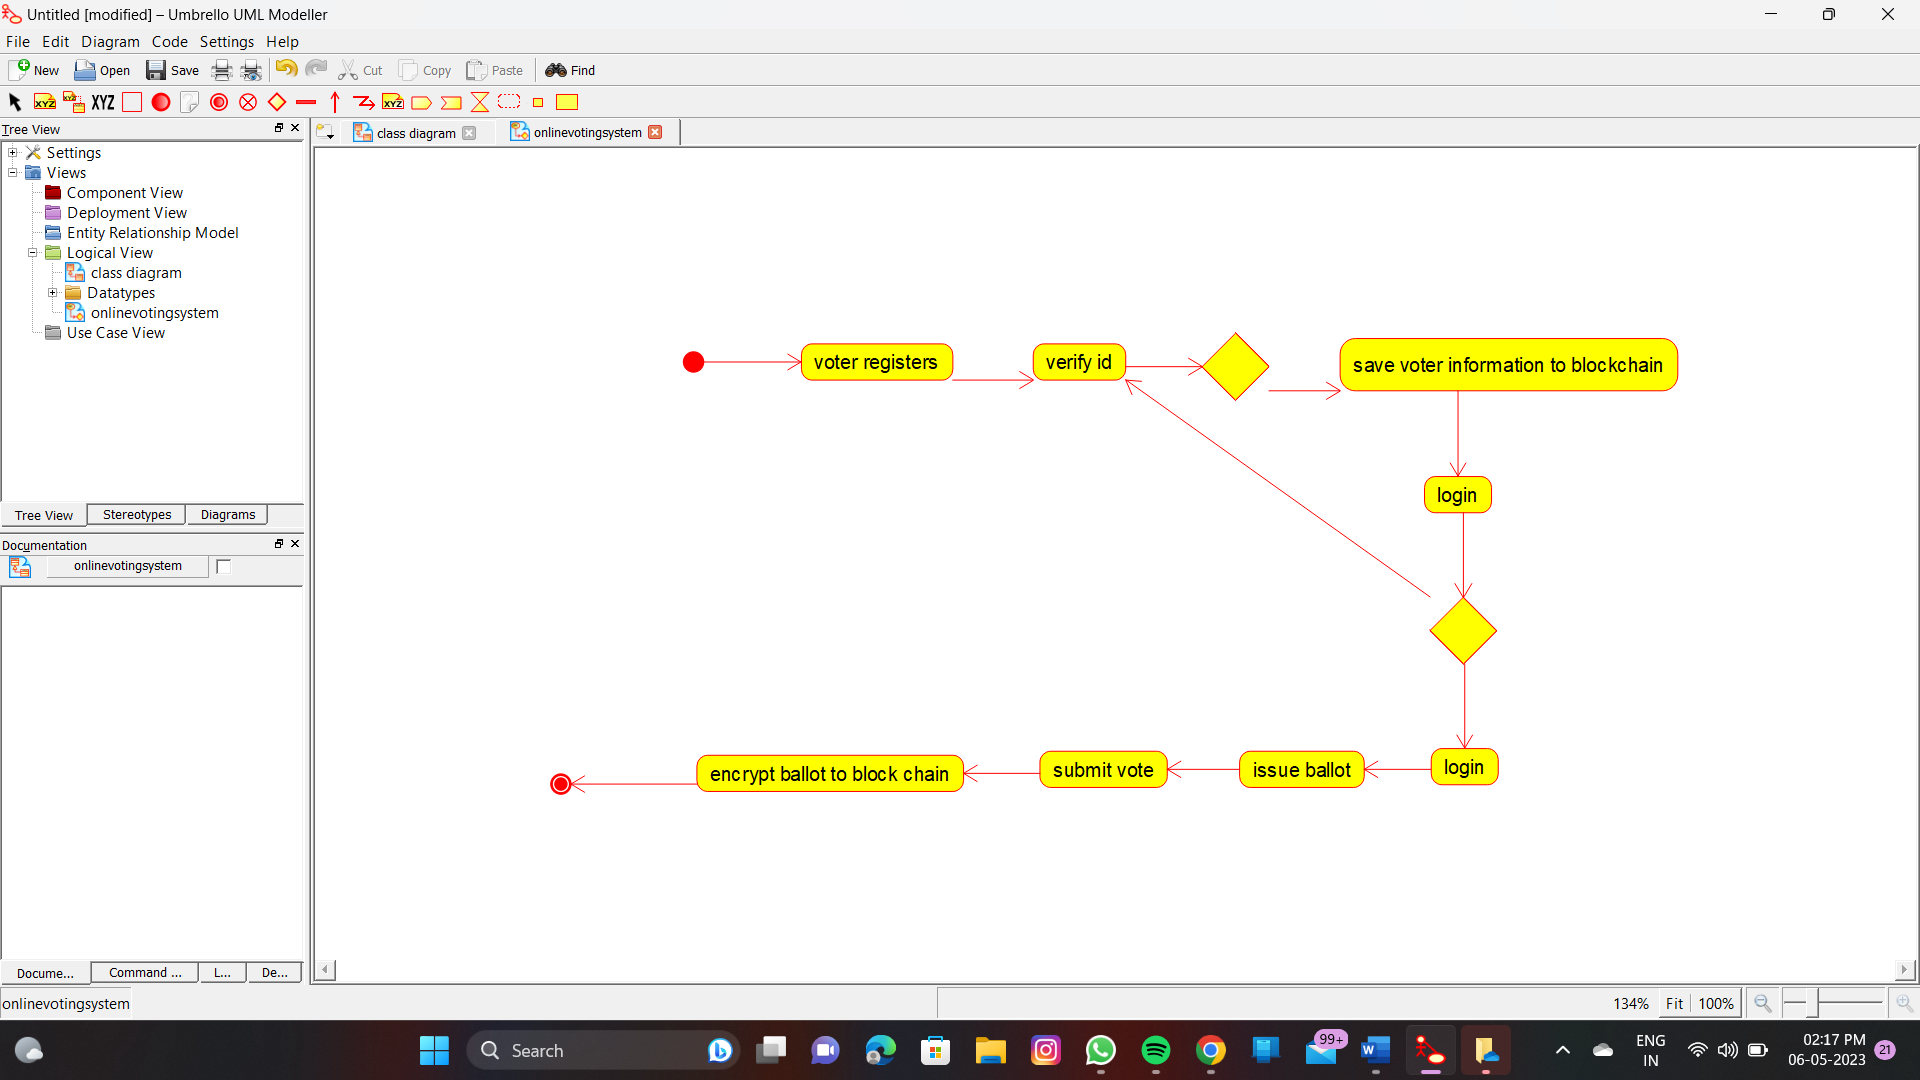 Untitled [modified] – Umbrello UML Modeller
File Edit Diagram Code Settings Help
New Open Save Cut Copy Paste Find
XYZ XYZ XYZ XYZ
Tree View
class diagram onlinevotingsystem
Settings
Views
Component View
Deployment View
Entity Relationship Model
Logical View
class diagram
Datatypes
onlinevotingsystem
Use Case View
voter registers
verify id
save voter information to blockchain
login
login
issue ballot
submit vote
encrypt ballot to block chain
Tree View Stereotypes Diagrams
Documentation
onlinevotingsystem
Docume... Command ... L... De...
onlinevotingsystem
134% Fit 100%
Search
99+
ENG
IN
02:17 PM
06-05-2023
21